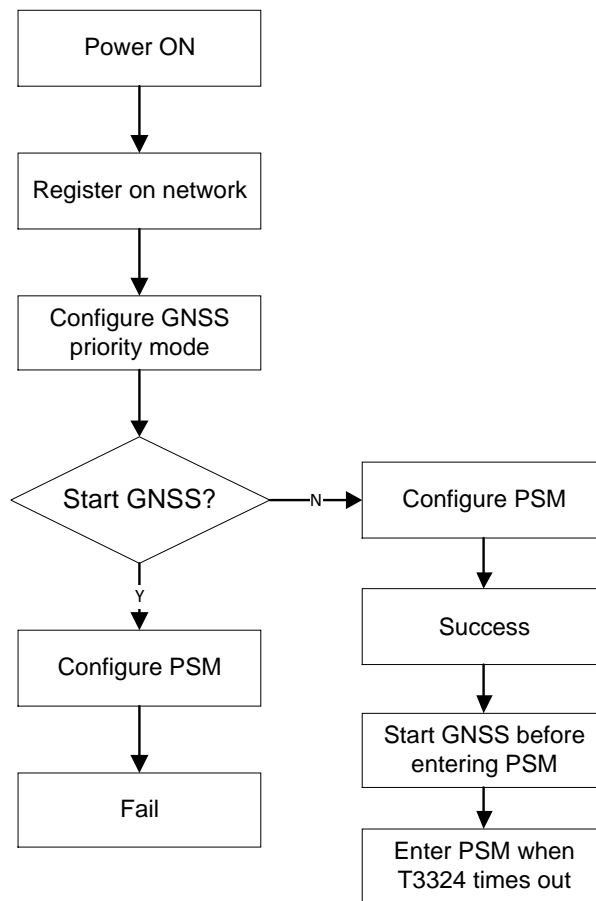 Power ON
Register on network
Configure GNSS
priority mode
Start GNSS?
N
Configure PSM
Y
Success
Configure PSM
Start GNSS before
entering PSM
Fail
Enter PSM when
T3324 times out